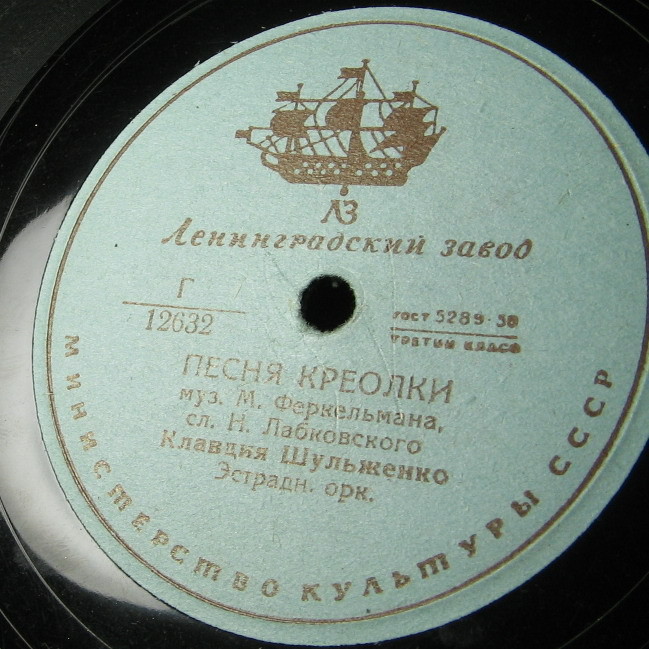 ЛЗ
Ленинградский завод
Г
12632
ГОСТ 5289-58
третий класс
ПЕСНЯ КРЕОЛКИ
муз. М. Феркельмана,
сл. Н. Лабковского
Клавдия Шульженко
Эстрадн. орк.
МИНИСТЕРСТВО КУЛЬТУРЫ СССР